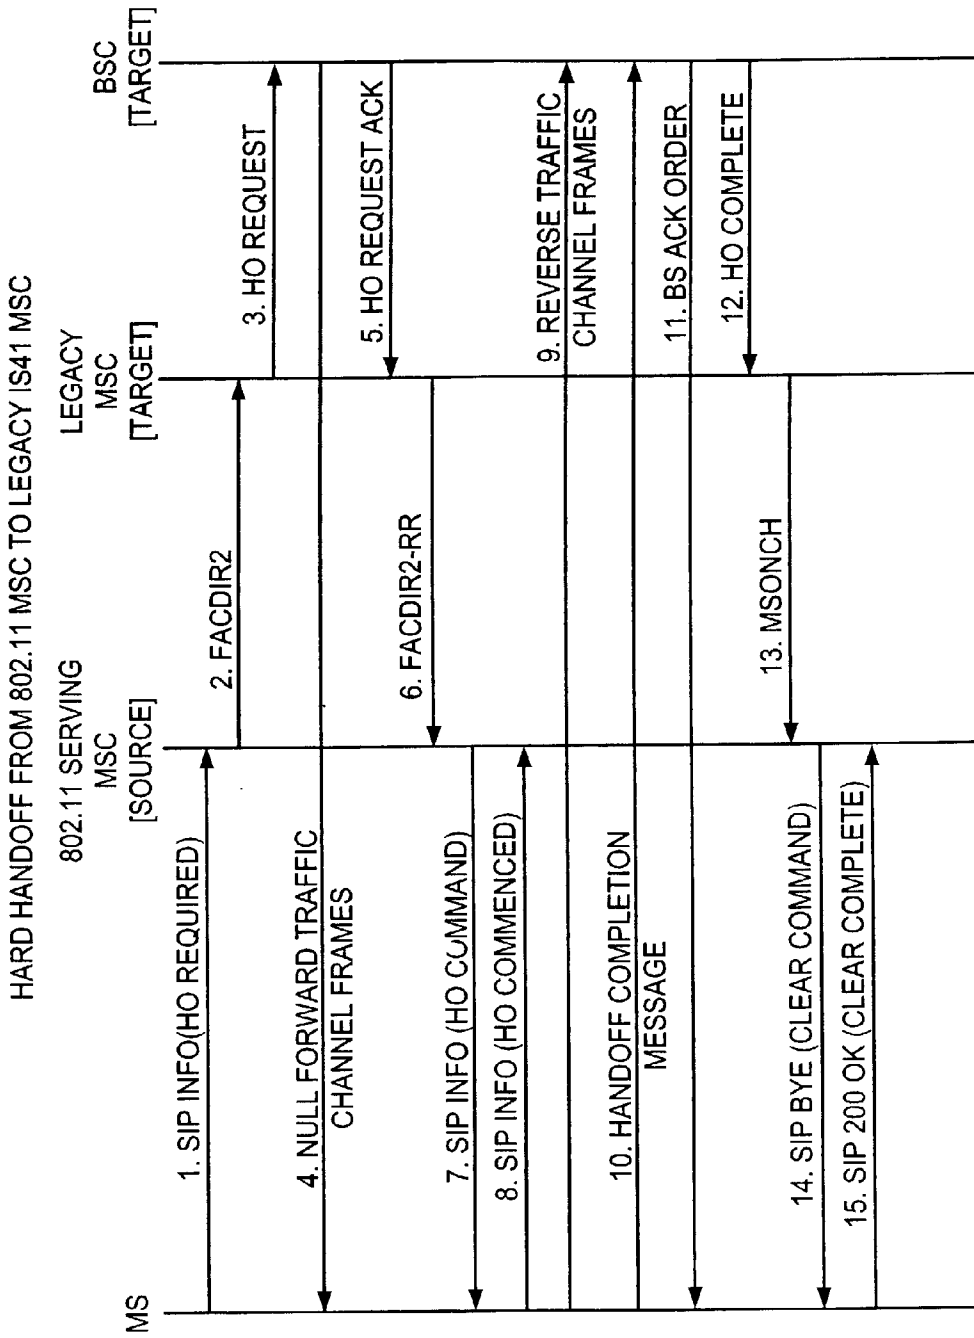 HARD HANDOFF FROM 802.11 MSC TO LEGACY IS41 MSC
MS
802.11 SERVING
MSC
[SOURCE]
LEGACY
MSC
[TARGET]
BSC
[TARGET]
1. SIP INFO(HO REQUIRED)
2. FACDIR2
3. HO REQUEST
4. NULL FORWARD TRAFFIC
CHANNEL FRAMES
5. HO REQUEST ACK
6. FACDIR2-RR
7. SIP INFO (HO COMMAND)
8. SIP INFO (HO COMMENCED)
9. REVERSE TRAFFIC
CHANNEL FRAMES
10. HANDOFF COMPLETION
MESSAGE
11. BS ACK ORDER
12. HO COMPLETE
13. MSONCH
14. SIP BYE (CLEAR COMMAND)
15. SIP 200 OK (CLEAR COMPLETE)